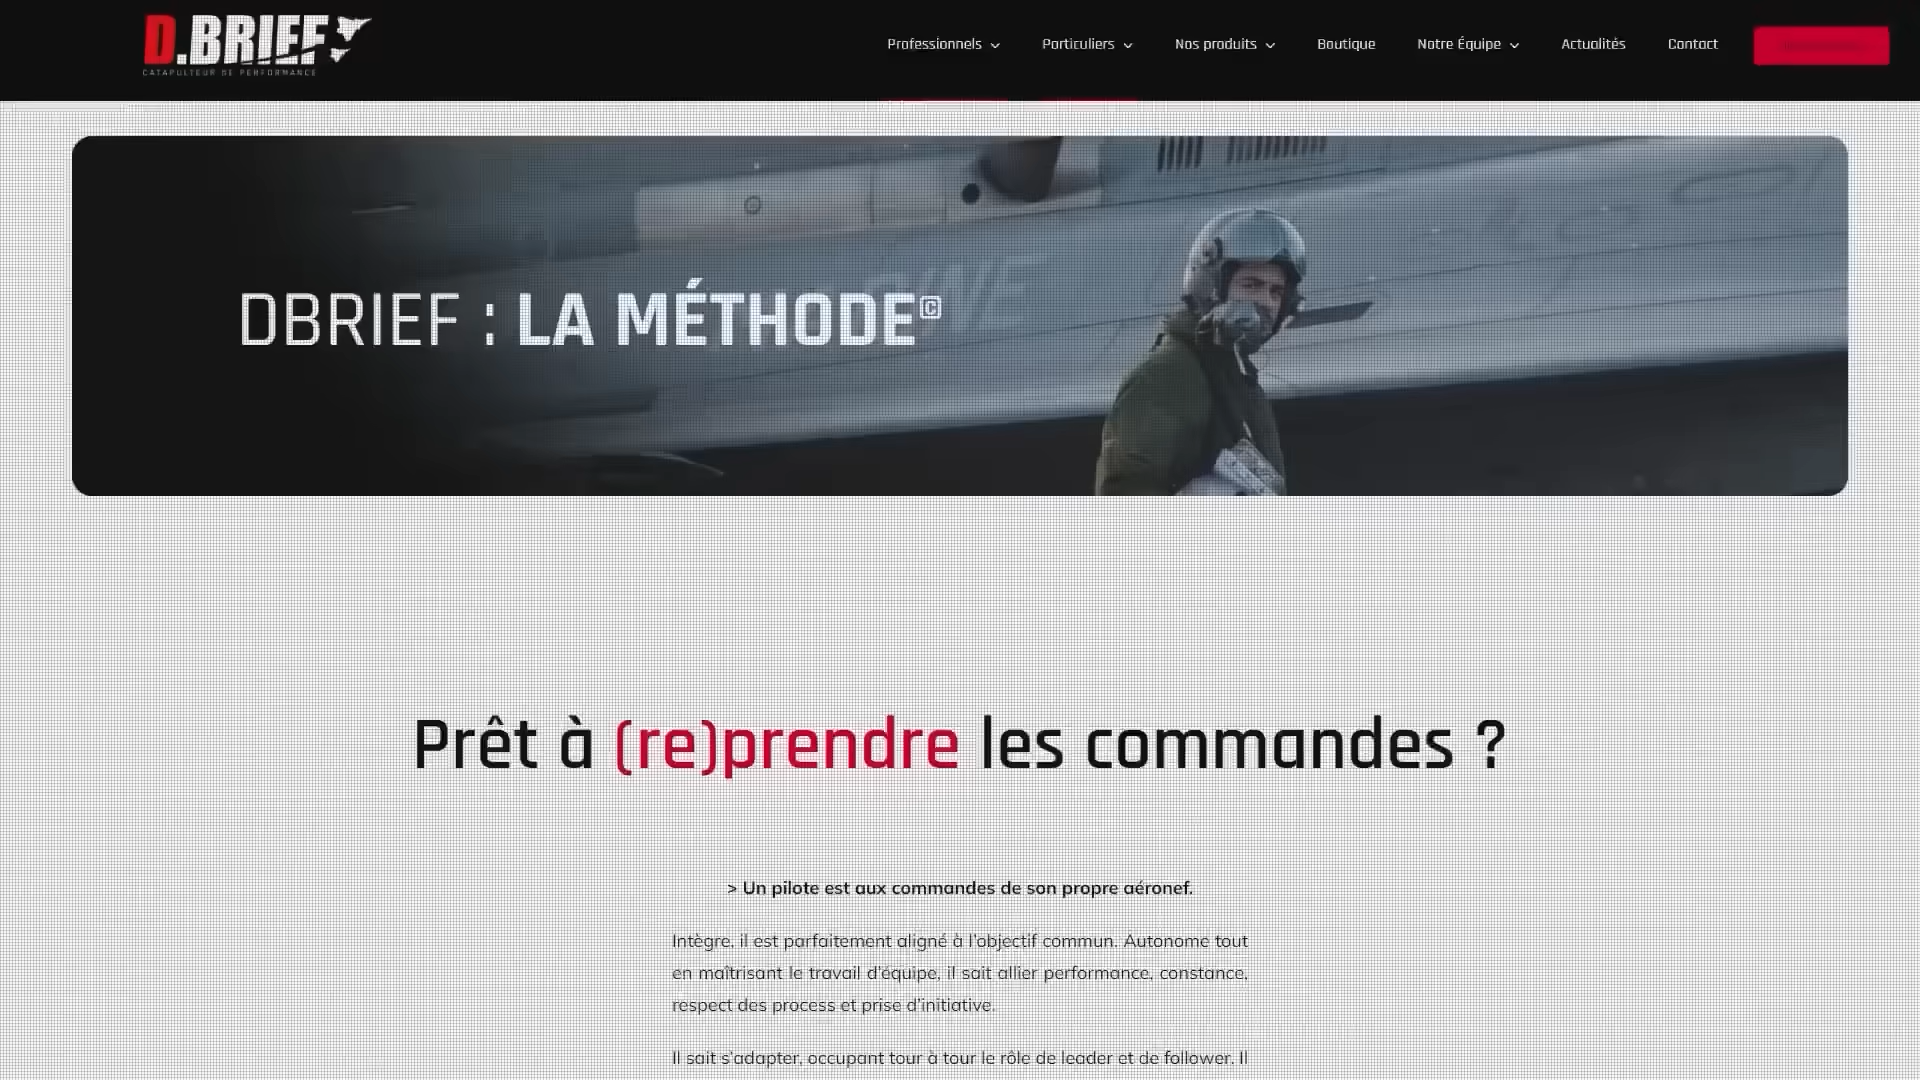 D.BRIEF
CATAPULTEUR DE PERFORMANCE
Professionnels
Particuliers
Nos produits
Boutique
Notre Équipe
Actualités
Contact
DBRIEF : LA MÉTHODE©
Prêt à (re)prendre les commandes ?
> Un pilote est aux commandes de son propre aéronef.
Intègre, il est parfaitement aligné à l'objectif commun. Autonome tout
en maîtrisant le travail d'équipe, il sait allier performance, constance,
respect des process et prise d'initiative.
Il sait s'adapter, occupant tour à tour le rôle de leader et de follower. Il